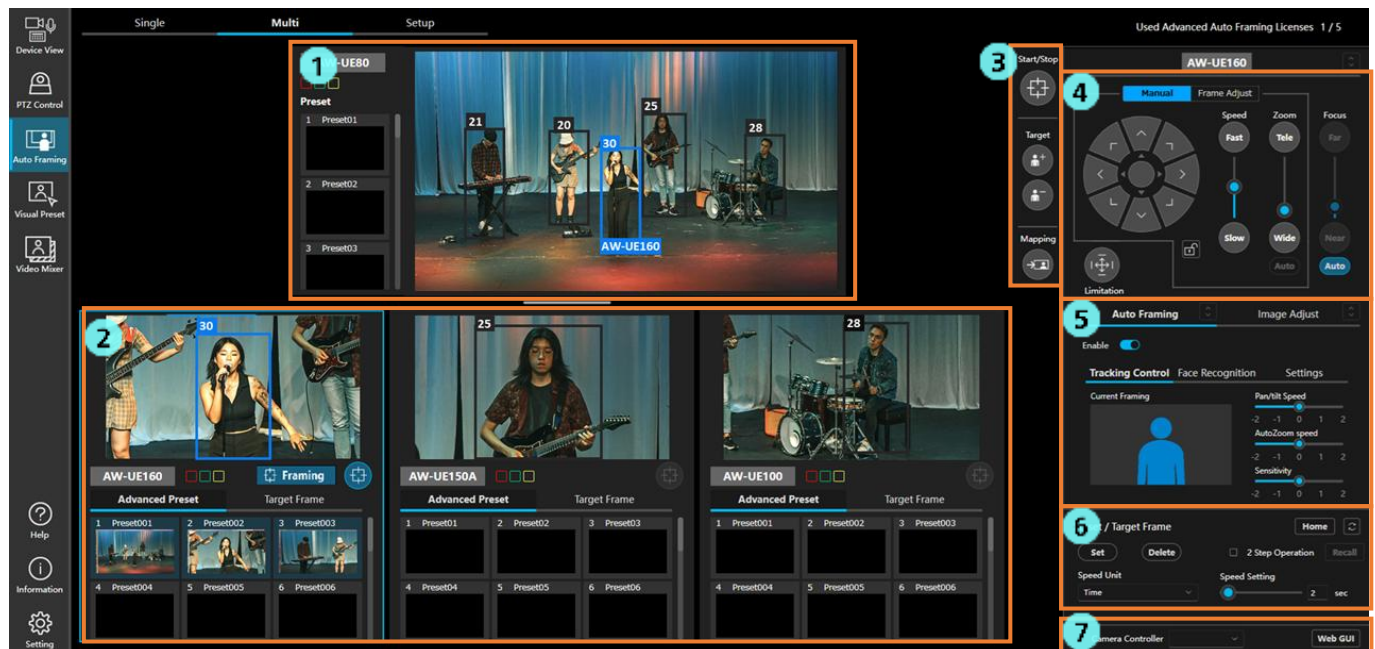 Single Multi Setup
Used Advanced Auto Framing Licenses 1 / 5
Device View
PTZ Control
Auto Framing
Visual Preset
Video Mixer
Help
Information
Setting
1
-UE80
Preset
1 Preset01
2 Preset02
3 Preset03
21
20
30
25
28
AW-UE160
3
Start/Stop
Target
Mapping
AW-UE160
4
Manual Frame Adjust
Speed Zoom Focus
Fast Tele Far
Slow Wide Near
Auto Auto
Limitation
2
30
AW-UE160 Framing
Advanced Preset Target Frame
1 Preset001 2 Preset002 3 Preset003
4 Preset004 5 Preset005 6 Preset006
25
AW-UE150A
Advanced Preset Target Frame
1 Preset01 2 Preset02 3 Preset03
4 Preset04 5 Preset05 6 Preset06
28
AW-UE100
Advanced Preset Target Frame
1 Preset001 2 Preset002 3 Preset003
4 Preset004 5 Preset005 6 Preset006
5
Auto Framing Image Adjust
Enable
Tracking Control Face Recognition Settings
Current Framing
Pan/tilt Speed
-2 -1 0 1 2
AutoZoom speed
-2 -1 0 1 2
Sensitivity
-2 -1 0 1 2
6
/ Target Frame Home
Set Delete 2 Step Operation Recall
Speed Unit Speed Setting
Time 2 sec
7
amera Controller Web GUI